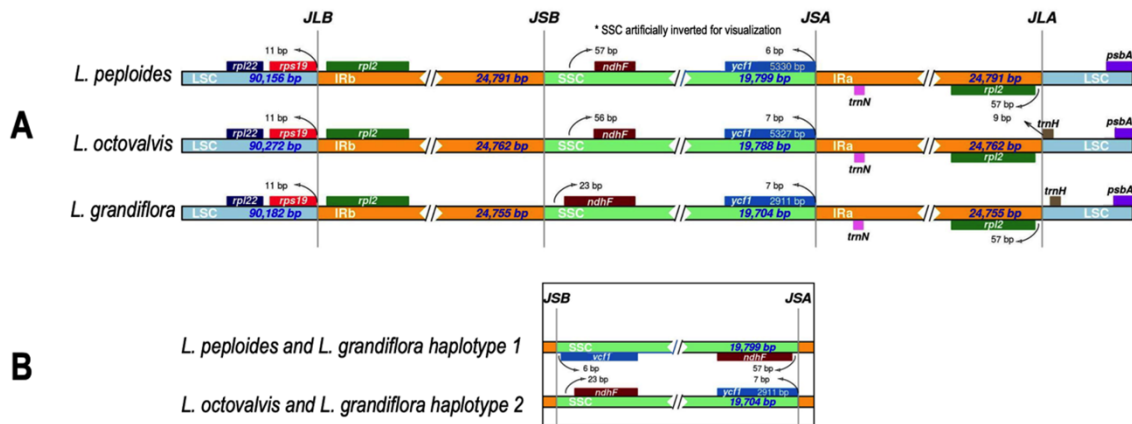 JLB JSB JSA JLA
* SSC artificially inverted for visualization
11 bp 57 bp 6 bp
rpl22 rps19 rpl2 ndhF ycf1 5330 bp psbA
L. peploides LSC 90,156 bp IRb 24,791 bp SSC 19,799 bp IRa 24,791 bp LSC
trnN rpl2
57 bp
A
11 bp 56 bp 7 bp 9 bp
rpl22 rps19 rpl2 ndhF ycf1 5327 bp trnH psbA
L. octovalvis LSC 90,272 bp IRb 24,762 bp SSC 19,788 bp IRa 24,762 bp LSC
trnN rpl2
11 bp 23 bp 7 bp
rpl22 rps19 rpl2 ndhF ycf1 2911 bp trnH psbA
L. grandiflora LSC 90,182 bp IRb 24,755 bp SSC 19,704 bp IRa 24,755 bp LSC
trnN rpl2
57 bp
B
JSB JSA
L. peploides and L. grandiflora haplotype 1 SSC 19,799 bp
ycf1 ndhF
6 bp 57 bp
23 bp 7 bp
ndhF ycf1 2911 bp
L. octovalvis and L. grandiflora haplotype 2 SSC 19,704 bp